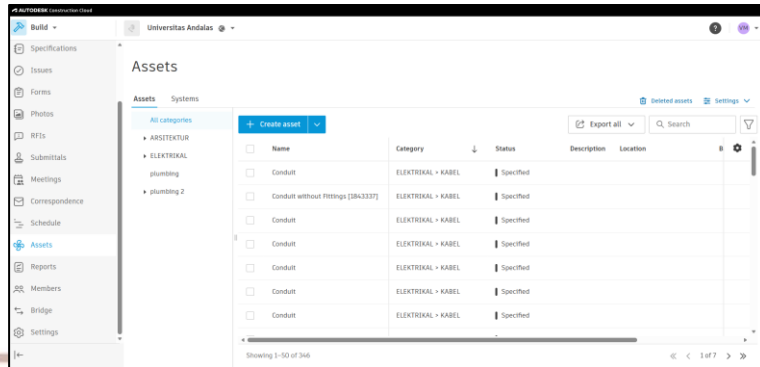 AUTODESK Construction Cloud
Build
Universitas Andalas
?
VM
Specifications
Issues
Forms
Photos
RFIs
Submittals
Meetings
Correspondence
Schedule
Assets
Reports
Members
Bridge
Settings
Assets
Assets Systems
Deleted assets Settings
All categories
ARSITEKTUR
ELEKTRIKAL
plumbing
plumbing 2
+ Create asset
Export all
Search
Name Category Status Description Location B
Conduit ELEKTRIKAL > KABEL Specified
Conduit without Fittings [1843337] ELEKTRIKAL > KABEL Specified
Conduit ELEKTRIKAL > KABEL Specified
Conduit ELEKTRIKAL > KABEL Specified
Conduit ELEKTRIKAL > KABEL Specified
Conduit ELEKTRIKAL > KABEL Specified
Conduit ELEKTRIKAL > KABEL Specified
Showing 1-50 of 346
1 of 7